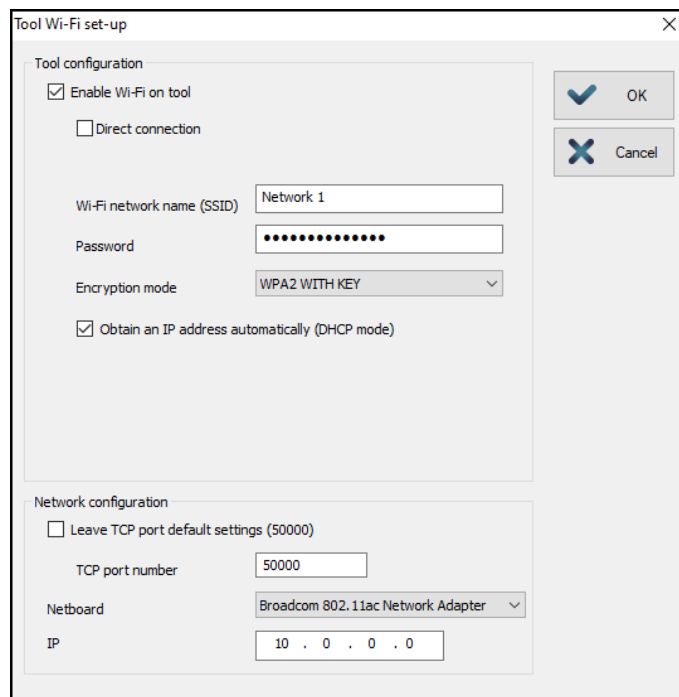 Tool Wi-Fi set-up
Tool configuration
Enable Wi-Fi on tool
OK
Direct connection
Cancel
Wi-Fi network name (SSID) Network 1
Password ●●●●●●●●●●●●●●
Encryption mode WPA2 WITH KEY
Obtain an IP address automatically (DHCP mode)
Network configuration
Leave TCP port default settings (50000)
TCP port number 50000
Netboard Broadcom 802.11ac Network Adapter
IP 10 . 0 . 0 . 0